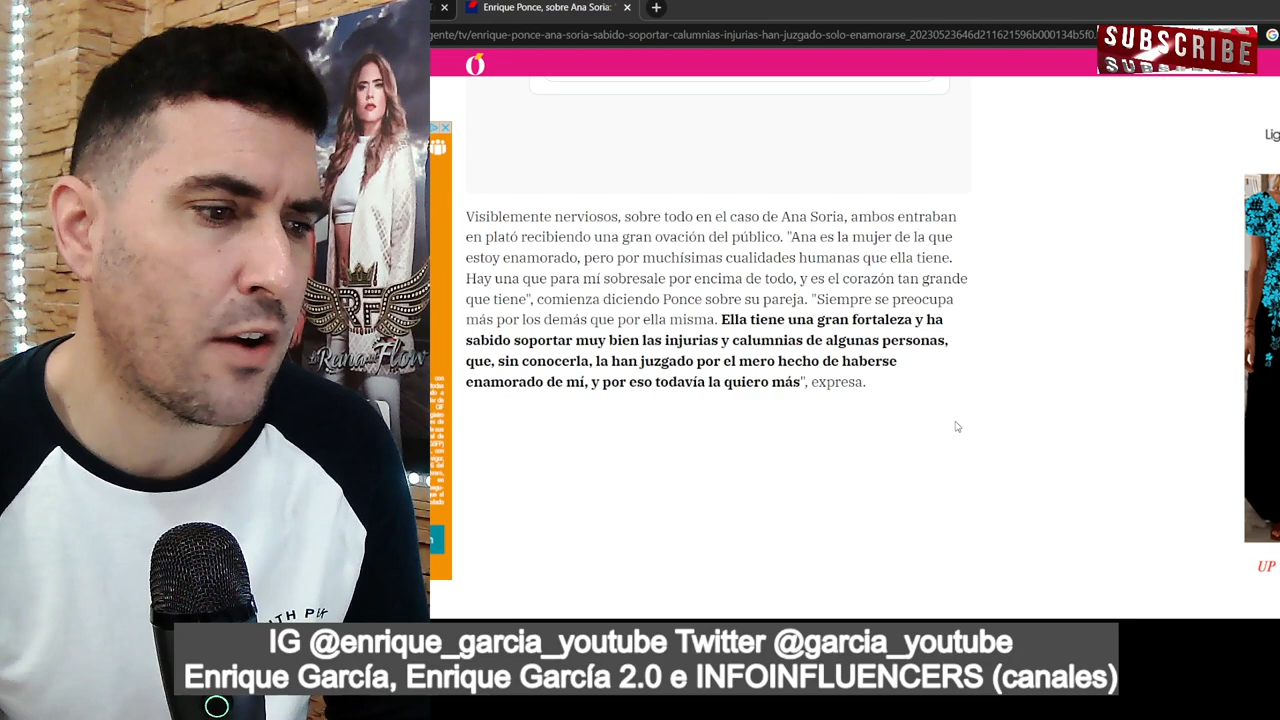 Enrique Ponce, sobre Ana Soria: "
gente/tv/enrique-ponce-ana-soria-sabido-soportar-calumnias-injurias-han-juzgado-solo-enamorarse_20230523646d211621596b000134b5f0.
SUBSCRIBE
Visiblemente nerviosos, sobre todo en el caso de Ana Soria, ambos entraban
en plató recibiendo una gran ovación del público. "Ana es la mujer de la que
estoy enamorado, pero por muchísimas cualidades humanas que ella tiene.
Hay una que para mí sobresale por encima de todo, y es el corazón tan grande
que tiene", comienza diciendo Ponce sobre su pareja. "Siempre se preocupa
más por los demás que por ella misma. Ella tiene una gran fortaleza y ha
sabido soportar muy bien las injurias y calumnias de algunas personas,
que, sin conocerla, la han juzgado por el mero hecho de haberse
enamorado de mí, y por eso todavía la quiero más", expresa.
Lig
UP
RF
La Reina del Flow
IG @enrique_garcia_youtube Twitter @garcia_youtube
Enrique García, Enrique García 2.0 e INFOINFLUENCERS (canales)